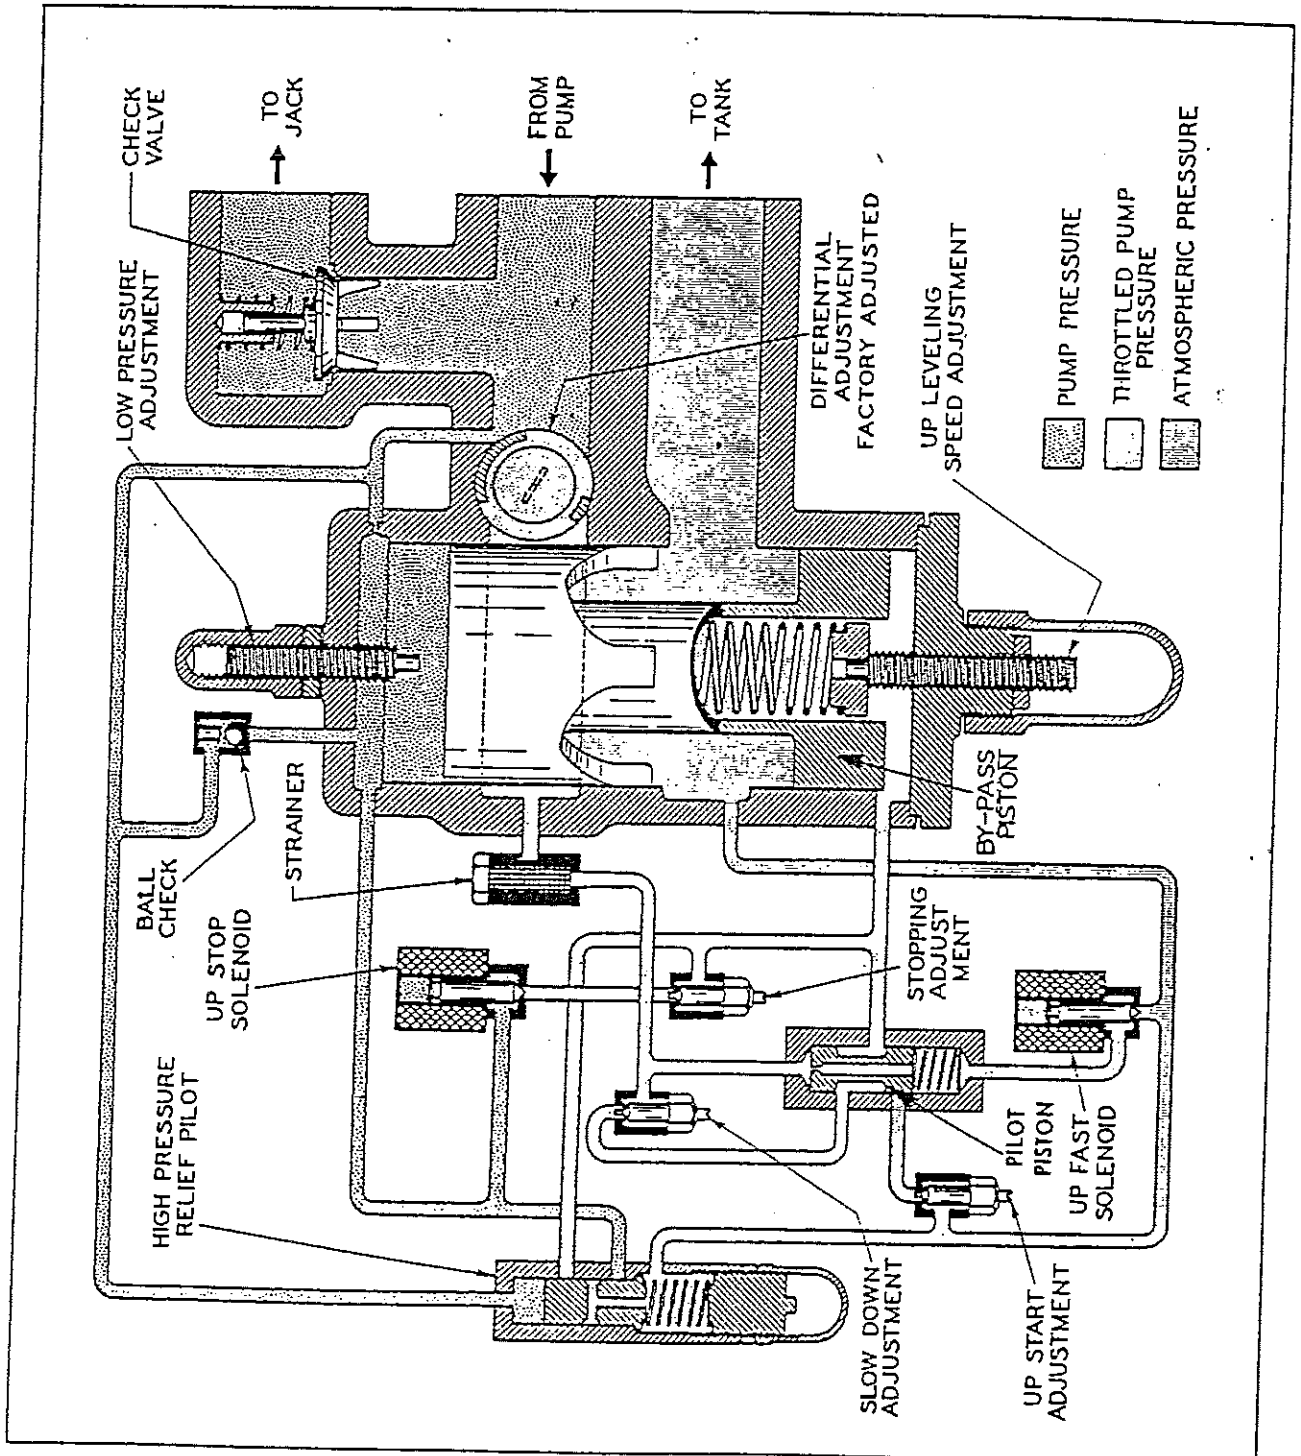 CHECK
VALVE
TO
JACK
LOW PRESSURE
ADJUSTMENT
FROM
PUMP
TO
TANK
DIFFERENTIAL
ADJUSTMENT
FACTORY ADJUSTED
UP LEVELING
SPEED ADJUSTMENT
PUMP PRESSURE
THROTTLED PUMP
PRESSURE
ATMOSPHERIC PRESSURE
BALL
CHECK
STRAINER
BY-PASS
PISTON
UP STOP
SOLENOID
STOPPING
ADJUST
MENT
HIGH PRESSURE
RELIEF PILOT
PILOT
PISTON
UP FAST
SOLENOID
SLOW DOWN
ADJUSTMENT
UP START
ADJUSTMENT